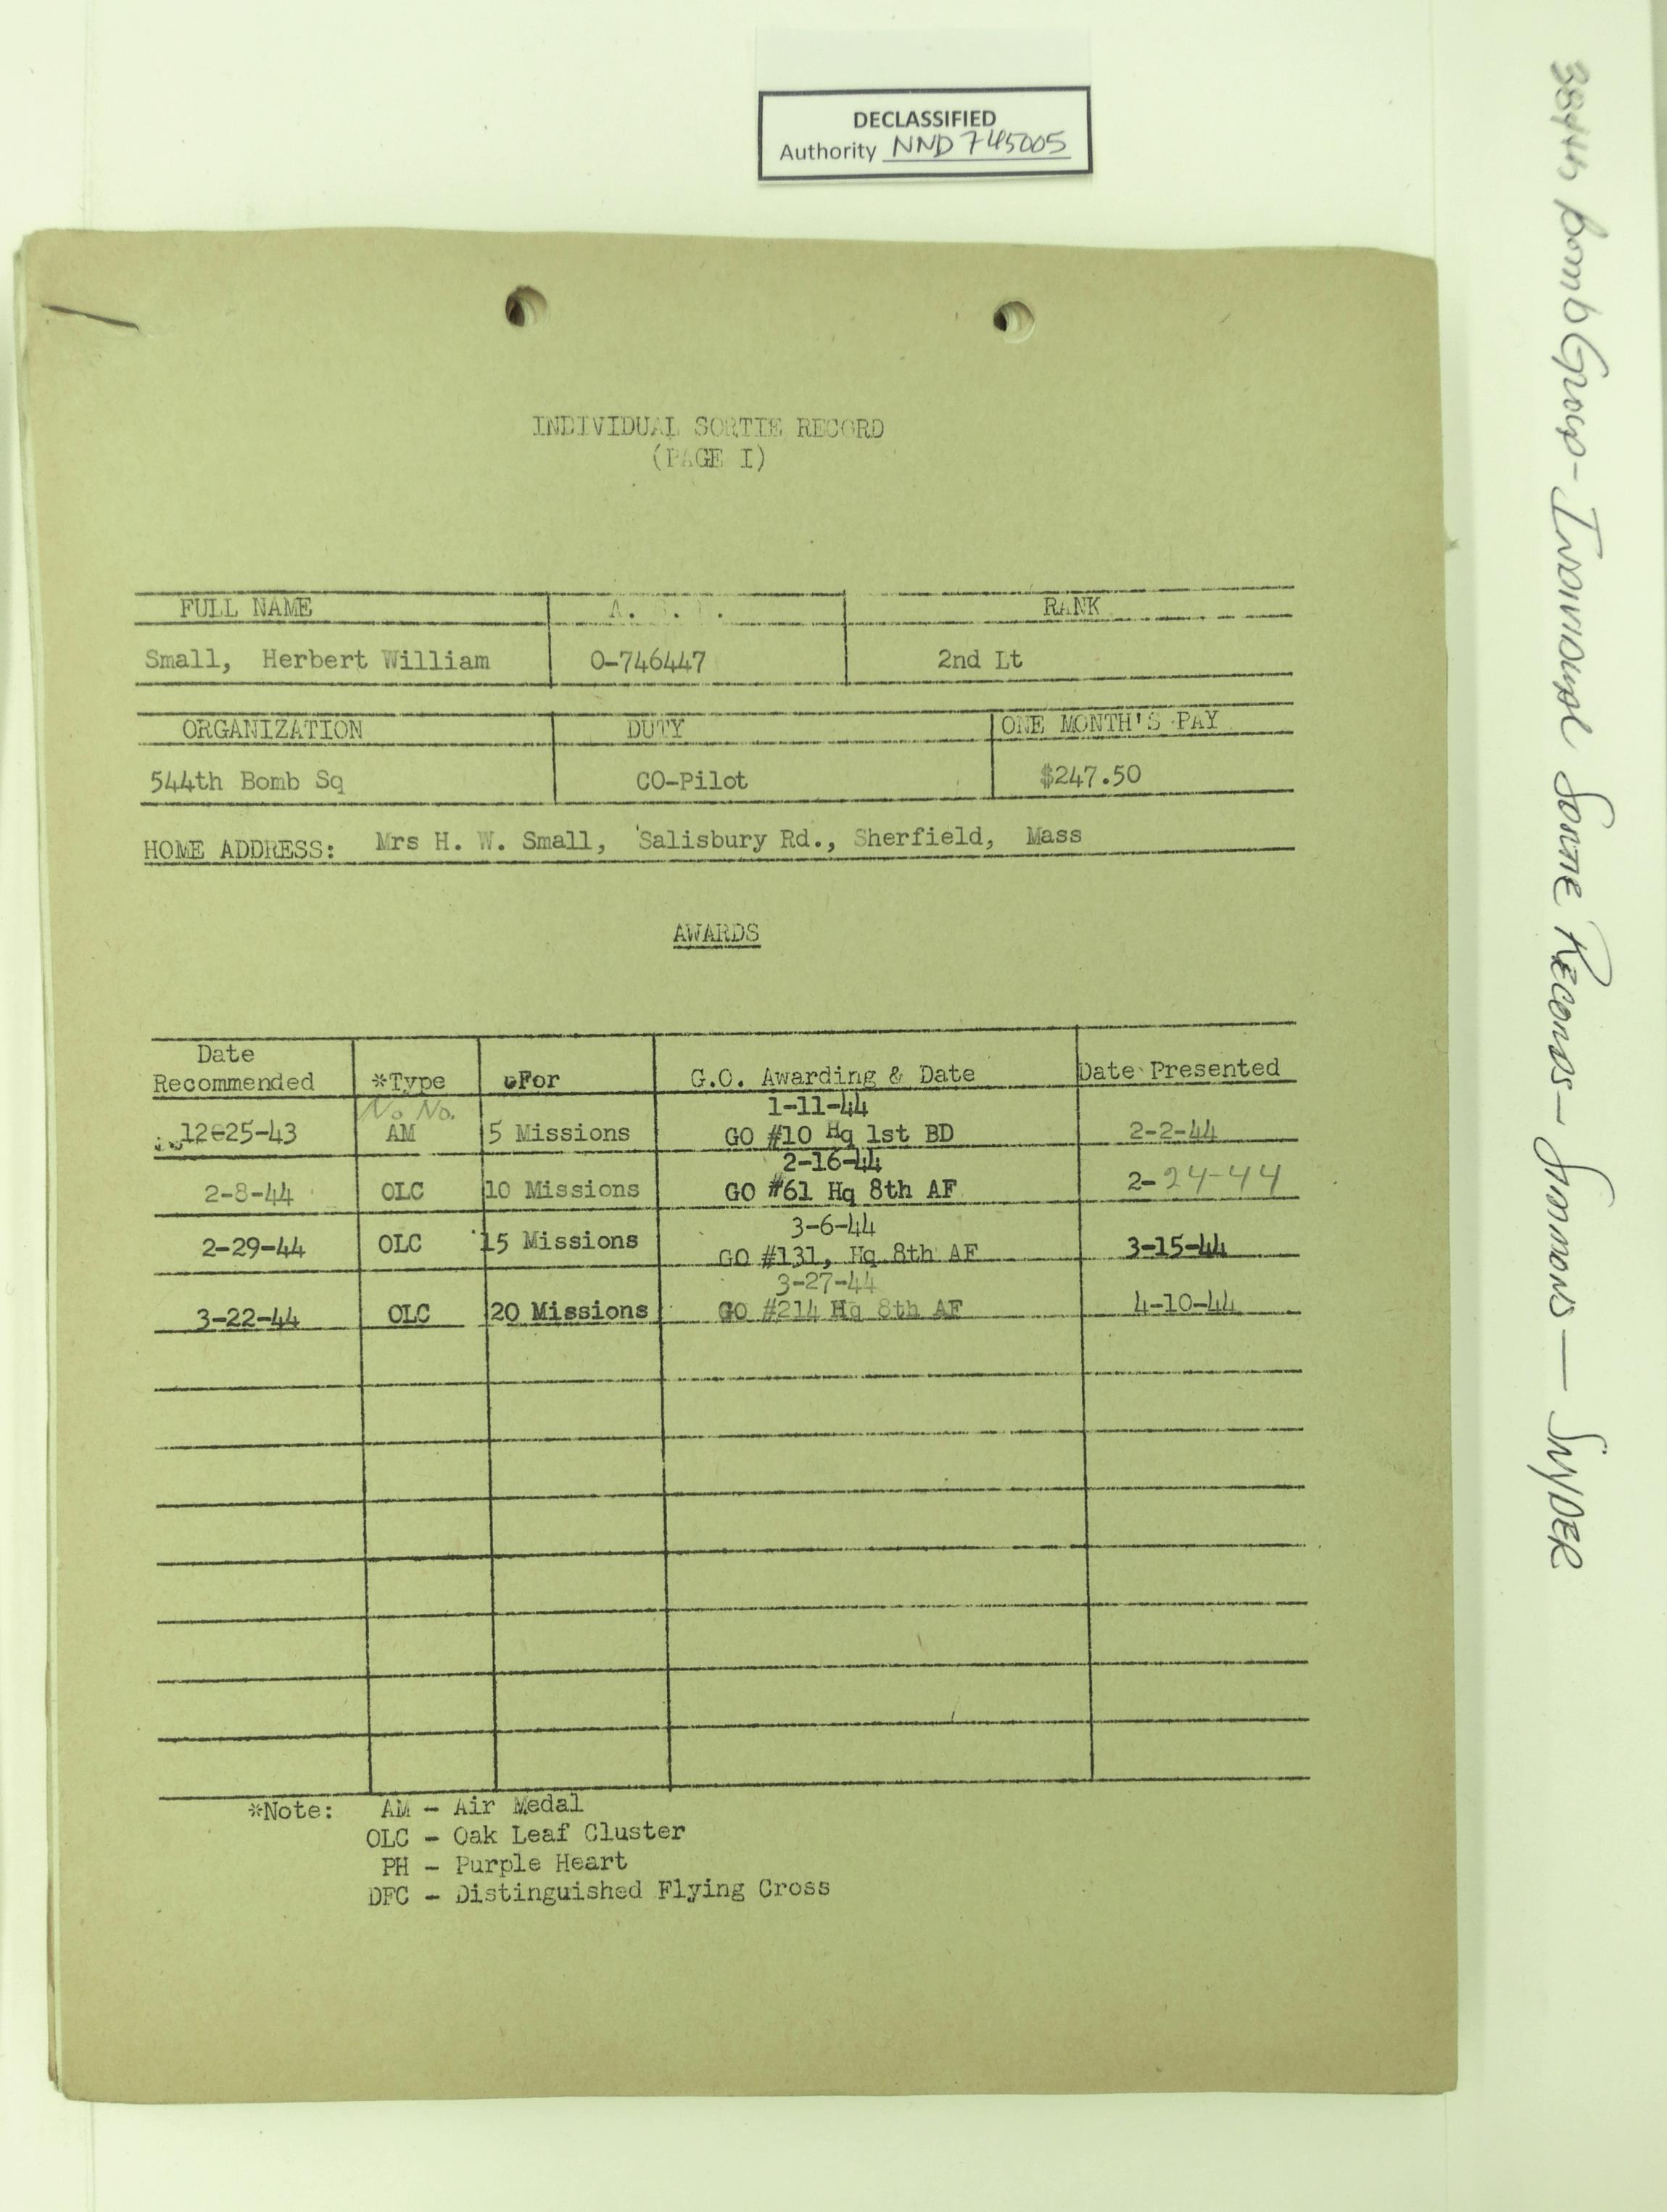 DECLASSIFIED
Authority NND 745005
384th Bomb Group - Individual Sortie Records - Simmons — Snyder
INDIVIDUAL SORTIE RECORD
(PAGE I)
FULL NAME A. S. N. RANK
Small, Herbert William O-746447 2nd Lt
ORGANIZATION DUTY ONE MONTH'S PAY
544th Bomb Sq CO-Pilot $247.50
HOME ADDRESS: Mrs H. W. Small, Salisbury Rd., Sherfield, Mass
AWARDS
Date
Recommended *Type For G.O. Awarding & Date Date Presented
No No. 1-11-44
12-25-43 AM 5 Missions GO #10 Hq 1st BD 2-2-44
2-16-44
2-8-44 OLC 10 Missions GO #61 Hq 8th AF 2-24-44
3-6-44
2-29-44 OLC 15 Missions GO #131, Hq 8th AF 3-15-44
3-27-44
3-22-44 OLC 20 Missions GO #214 Hq 8th AF 4-10-44
*Note: AM - Air Medal
OLC - Oak Leaf Cluster
PH - Purple Heart
DFC - Distinguished Flying Cross